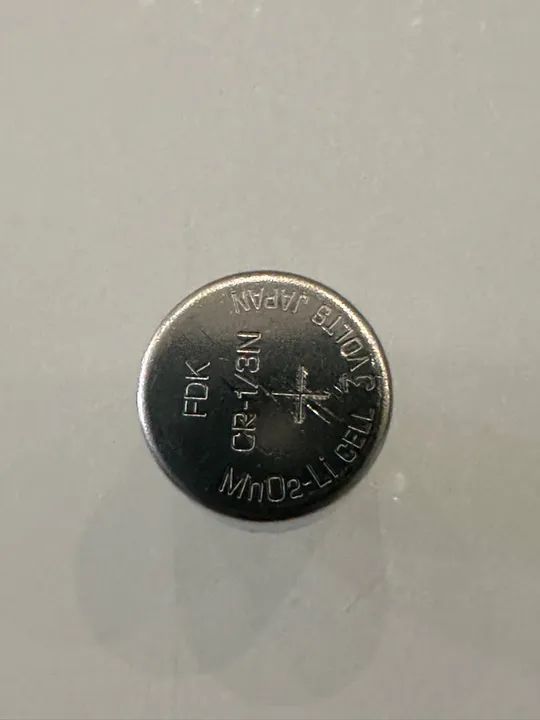 FDK
CR-1/3N
+
MnO2-Li CELL 3 VOLTS JAPAN